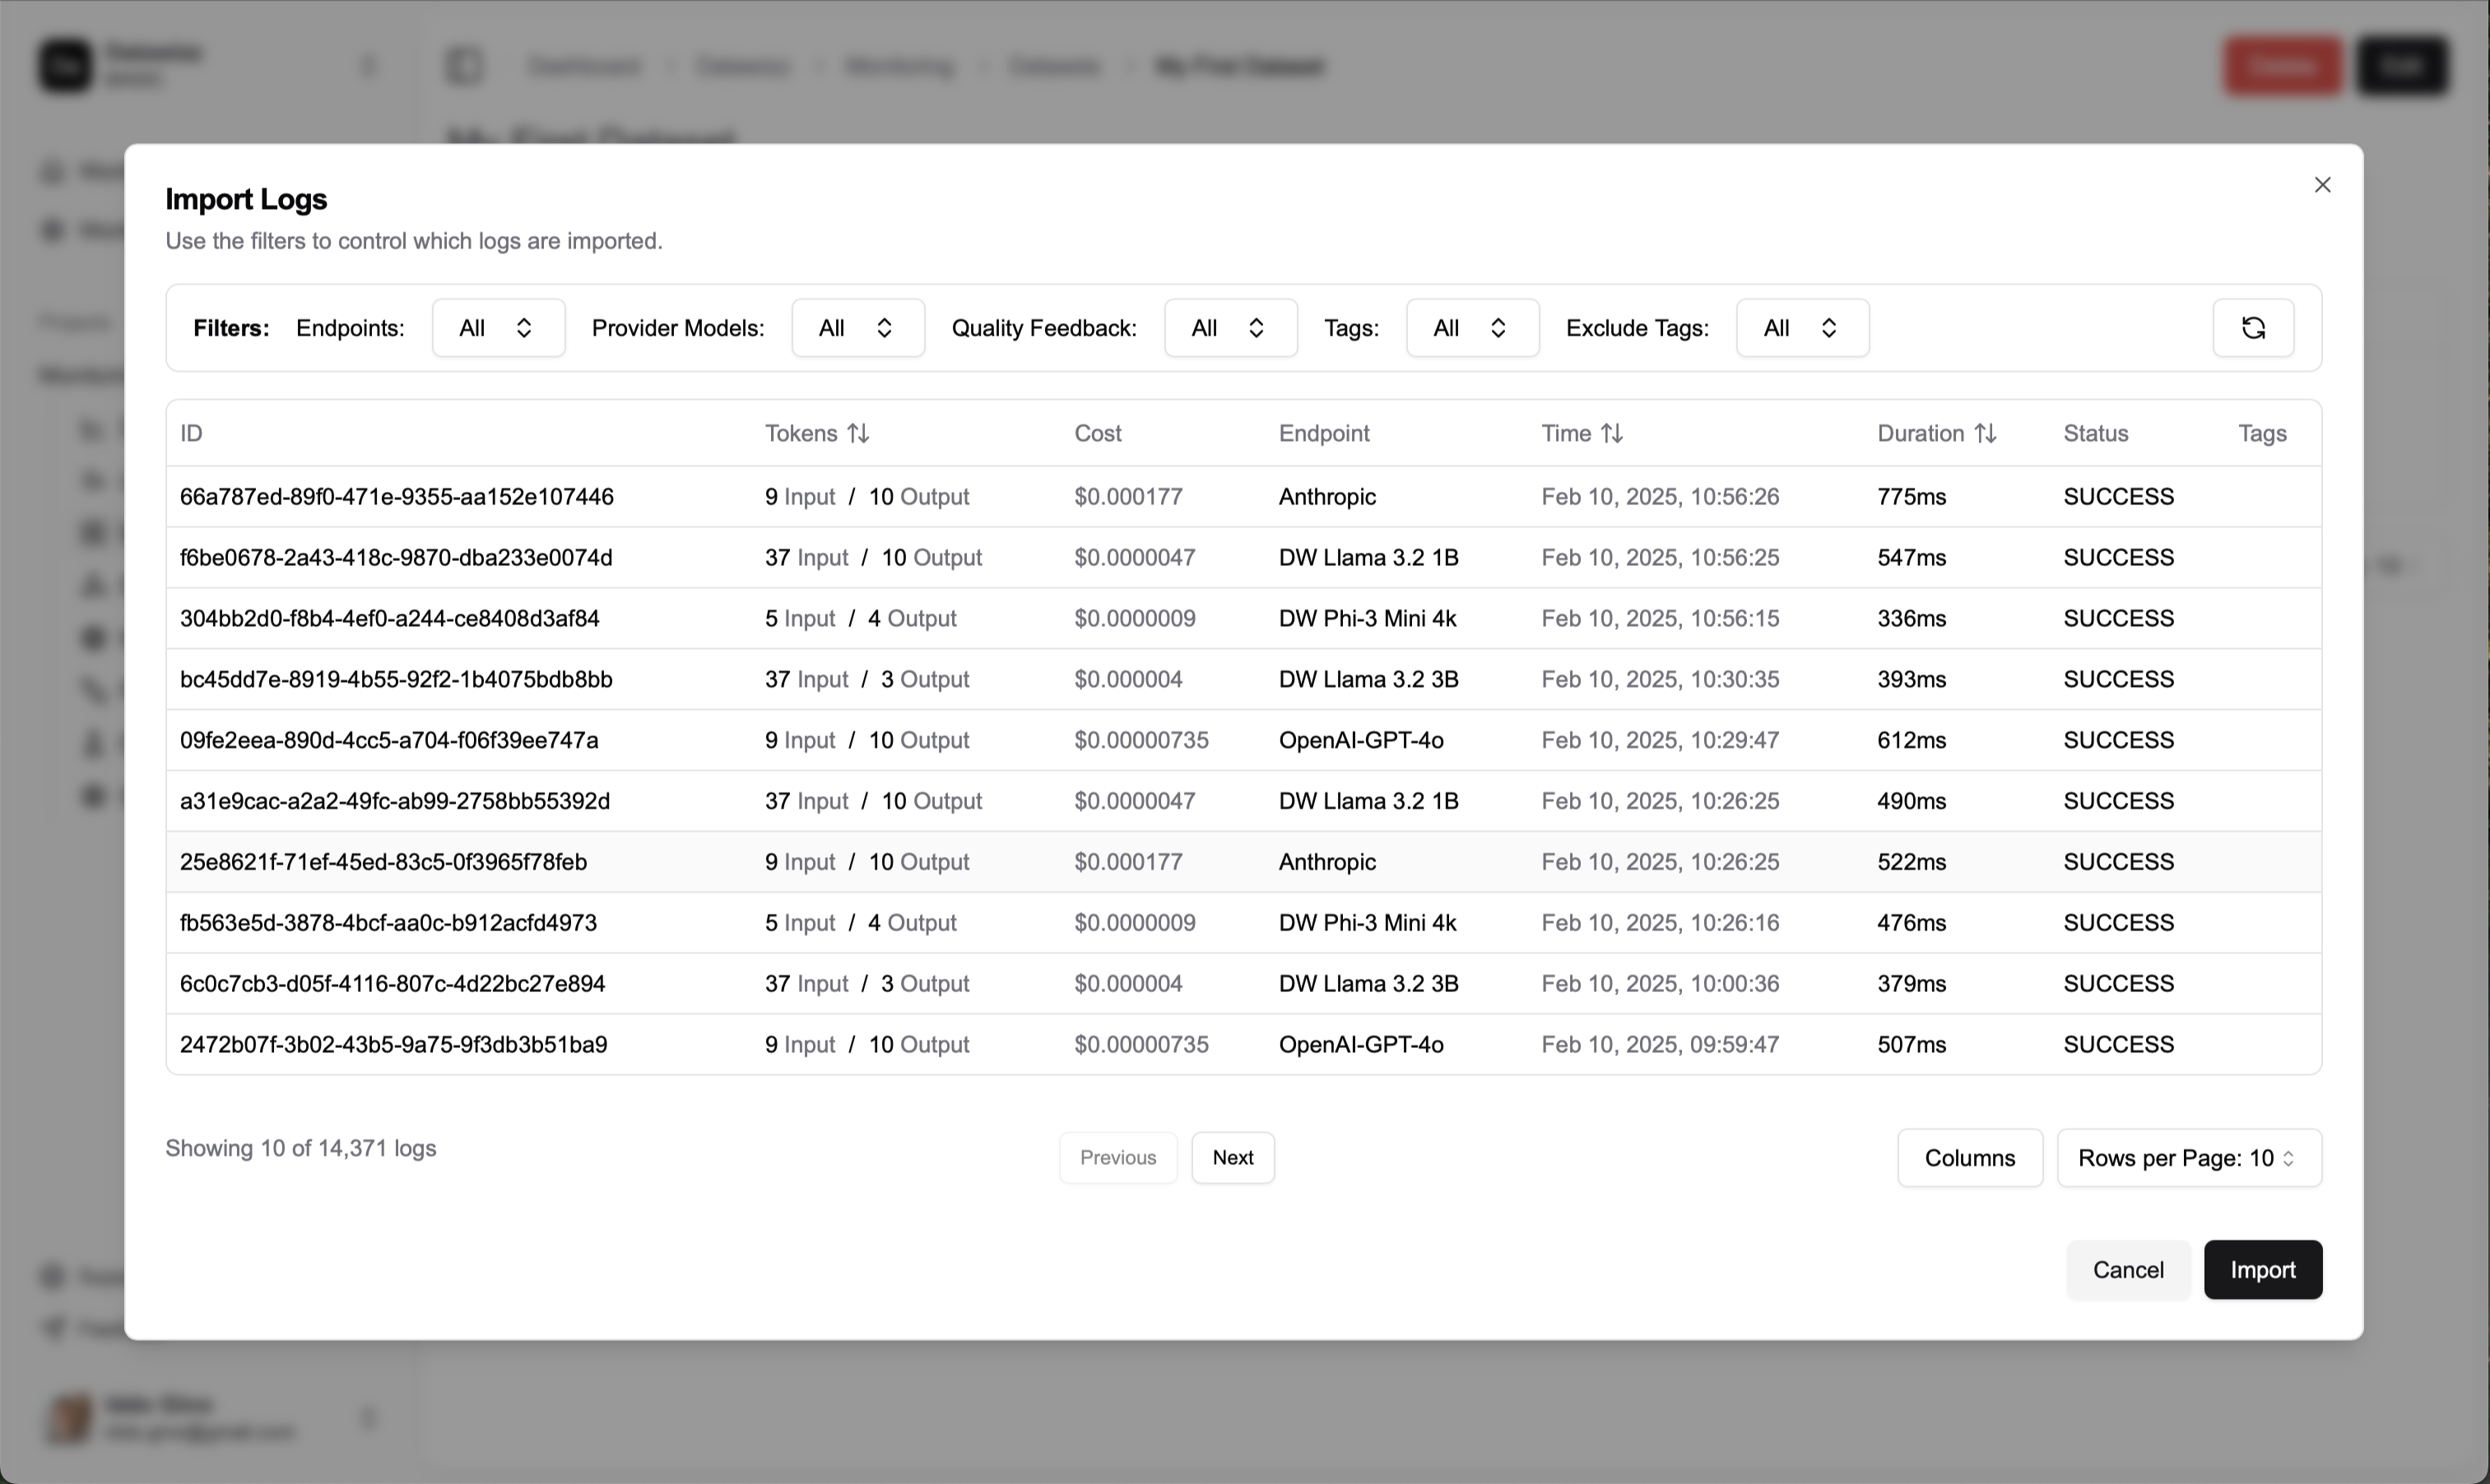 Dashboard Datawizz Monitoring Datasets My First Dataset
Delete Edit
My First Dataset
Import Logs
Use the filters to control which logs are imported.
Filters: Endpoints: All Provider Models: All Quality Feedback: All Tags: All Exclude Tags: All
ID Tokens Cost Endpoint Time Duration Status Tags
66a787ed-89f0-471e-9355-aa152e107446 9 Input / 10 Output $0.000177 Anthropic Feb 10, 2025, 10:56:26 775ms SUCCESS
f6be0678-2a43-418c-9870-dba233e0074d 37 Input / 10 Output $0.0000047 DW Llama 3.2 1B Feb 10, 2025, 10:56:25 547ms SUCCESS
304bb2d0-f8b4-4ef0-a244-ce8408d3af84 5 Input / 4 Output $0.0000009 DW Phi-3 Mini 4k Feb 10, 2025, 10:56:15 336ms SUCCESS
bc45dd7e-8919-4b55-92f2-1b4075bdb8bb 37 Input / 3 Output $0.000004 DW Llama 3.2 3B Feb 10, 2025, 10:30:35 393ms SUCCESS
09fe2eea-890d-4cc5-a704-f06f39ee747a 9 Input / 10 Output $0.00000735 OpenAI-GPT-4o Feb 10, 2025, 10:29:47 612ms SUCCESS
a31e9cac-a2a2-49fc-ab99-2758bb55392d 37 Input / 10 Output $0.0000047 DW Llama 3.2 1B Feb 10, 2025, 10:26:25 490ms SUCCESS
25e8621f-71ef-45ed-83c5-0f3965f78feb 9 Input / 10 Output $0.000177 Anthropic Feb 10, 2025, 10:26:25 522ms SUCCESS
fb563e5d-3878-4bcf-aa0c-b912acfd4973 5 Input / 4 Output $0.0000009 DW Phi-3 Mini 4k Feb 10, 2025, 10:26:16 476ms SUCCESS
6c0c7cb3-d05f-4116-807c-4d22bc27e894 37 Input / 3 Output $0.000004 DW Llama 3.2 3B Feb 10, 2025, 10:00:36 379ms SUCCESS
2472b07f-3b02-43b5-9a75-9f3db3b51ba9 9 Input / 10 Output $0.00000735 OpenAI-GPT-4o Feb 10, 2025, 09:59:47 507ms SUCCESS
Showing 10 of 14,371 logs Previous Next Columns Rows per Page: 10
Cancel Import